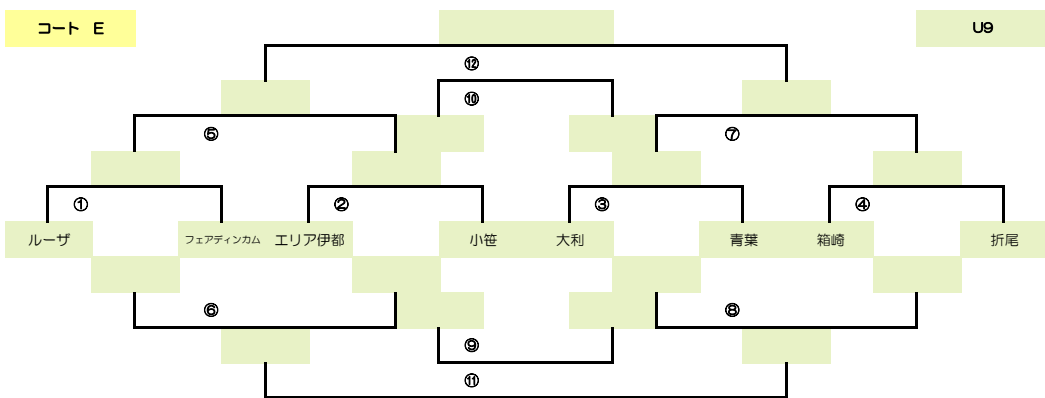 コート E
U9
⑫
⑩
⑤
⑦
①
②
③
④
ルーザ
フェアディンカム
エリア伊都
小笹
大利
青葉
箱崎
折尾
⑥
⑧
⑨
⑪